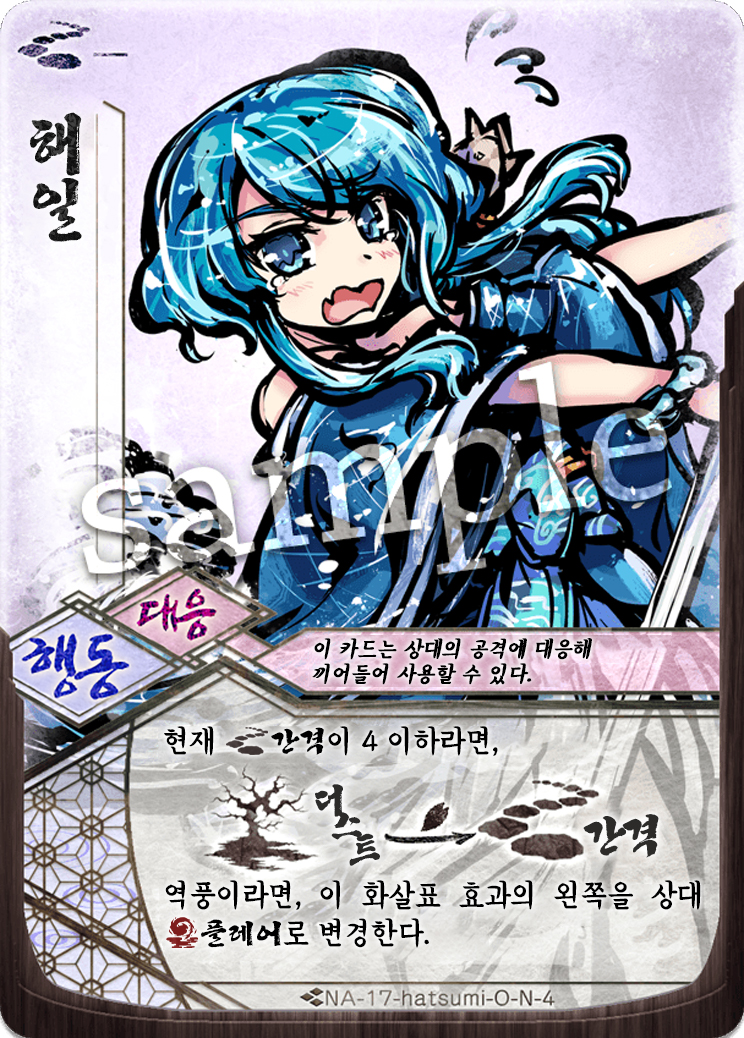 해일
sample
대응
행동
이 카드는 상대의 공격에 대응해
끼어들어 사용할 수 있다.
현재 간격이 4 이하라면,
더스트 간격
역풍이라면, 이 화살표 효과의 왼쪽을 상대
플레어로 변경한다.
NA-17-hatsumi-O-N-4